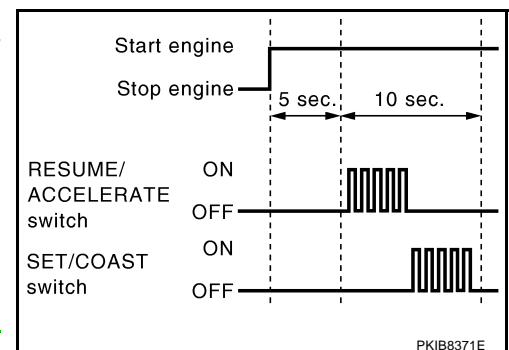 Start engine
Stop engine
5 sec.
10 sec.
RESUME/
ACCELERATE
switch
ON
OFF
SET/COAST
switch
ON
OFF
PKIB8371E